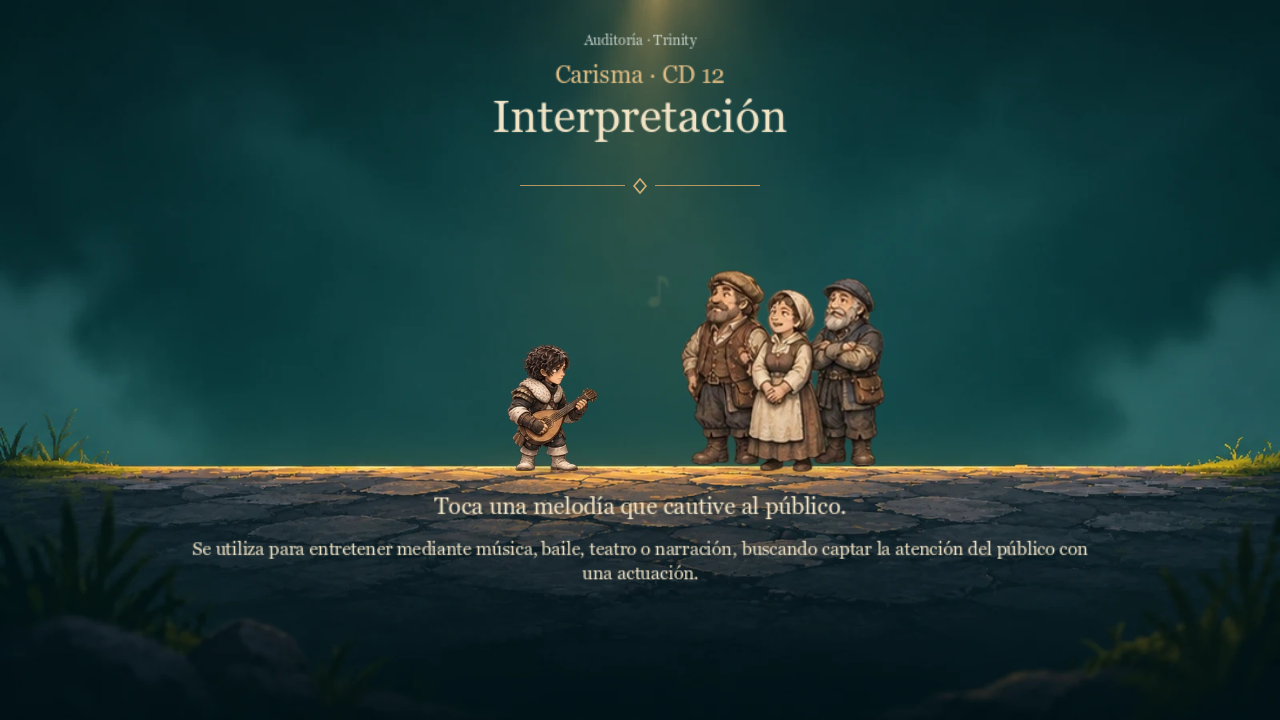 Auditoría · Trinity
Carisma · CD 12
Interpretación
Toca una melodía que cautive al público.
Se utiliza para entretener mediante música, baile, teatro o narración, buscando captar la atención del público con
una actuación.